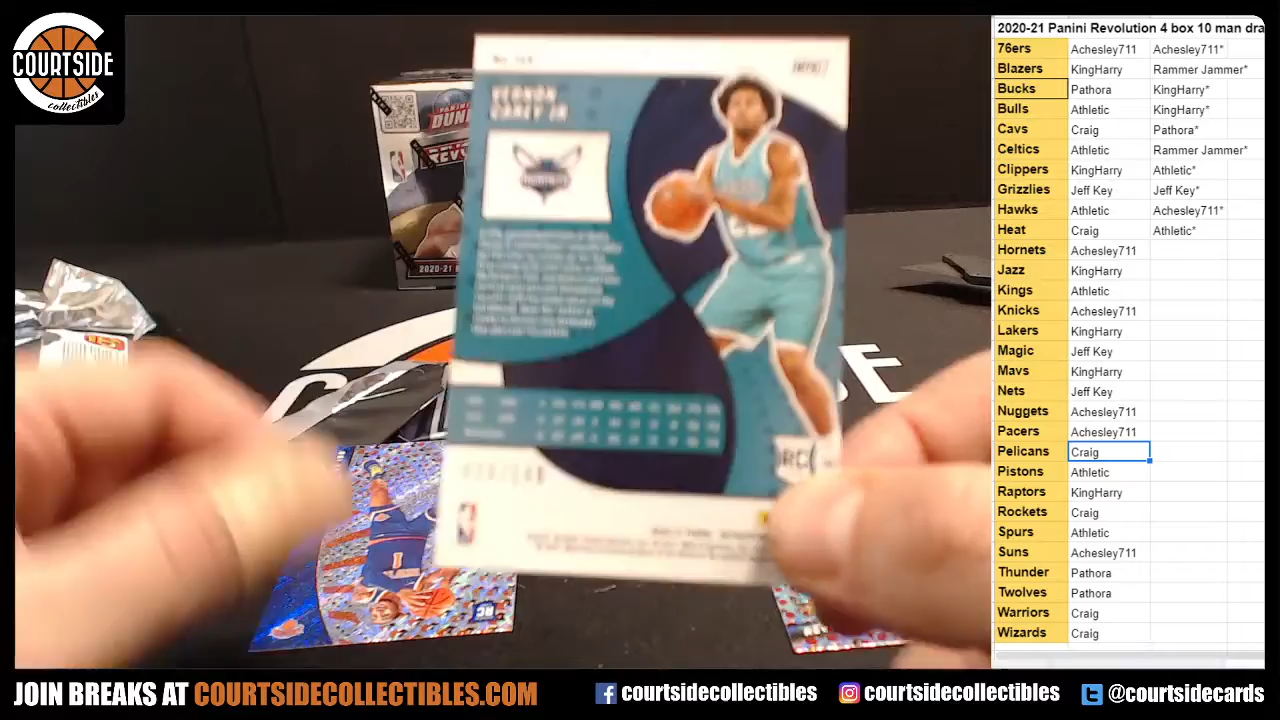 COURTSIDE
collectibles
VERNON
CAREY JR
HORNETS
RC
PANINI
2020-21
RC
2020-21 Panini Revolution 4 box 10 man dra
76ers Achesley711 Achesley711*
Blazers KingHarry Rammer Jammer*
Bucks Pathora KingHarry*
Bulls Athletic KingHarry*
Cavs Craig Pathora*
Celtics Athletic Rammer Jammer*
Clippers KingHarry Athletic*
Grizzlies Jeff Key Jeff Key*
Hawks Athletic Achesley711*
Heat Craig Athletic*
Hornets Achesley711
Jazz KingHarry
Kings Athletic
Knicks Achesley711
Lakers KingHarry
Magic Jeff Key
Mavs KingHarry
Nets Jeff Key
Nuggets Achesley711
Pacers Achesley711
Pelicans Craig
Pistons Athletic
Raptors KingHarry
Rockets Craig
Spurs Athletic
Suns Achesley711
Thunder Pathora
Twolves Pathora
Warriors Craig
Wizards Craig
JOIN BREAKS AT COURTSIDECOLLECTIBLES.COM
courtsidecollectibles
courtsidecollectibles
@courtsidecards